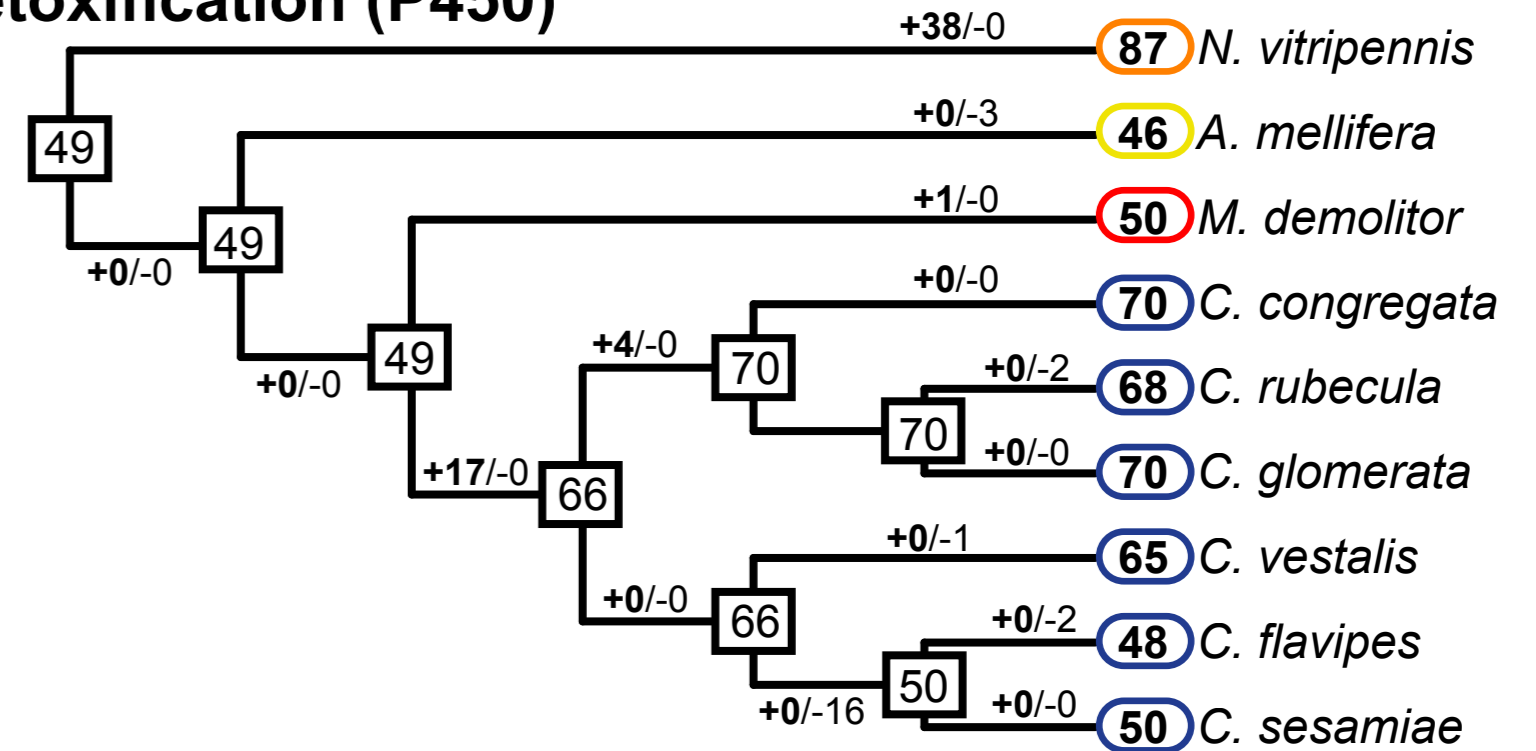 etoxification (P450)
+38/-0
87 N. vitripennis
49
+0/-3
46 A. mellifera
+0/-0
49
+1/-0
50 M. demolitor
+0/-0
49
+0/-0
70 C. congregata
+4/-0
70
+0/-2
68 C. rubecula
70
+0/-0
70 C. glomerata
+17/-0
66
+0/-1
65 C. vestalis
+0/-0
66
+0/-2
48 C. flavipes
+0/-16
50
+0/-0
50 C. sesamiae